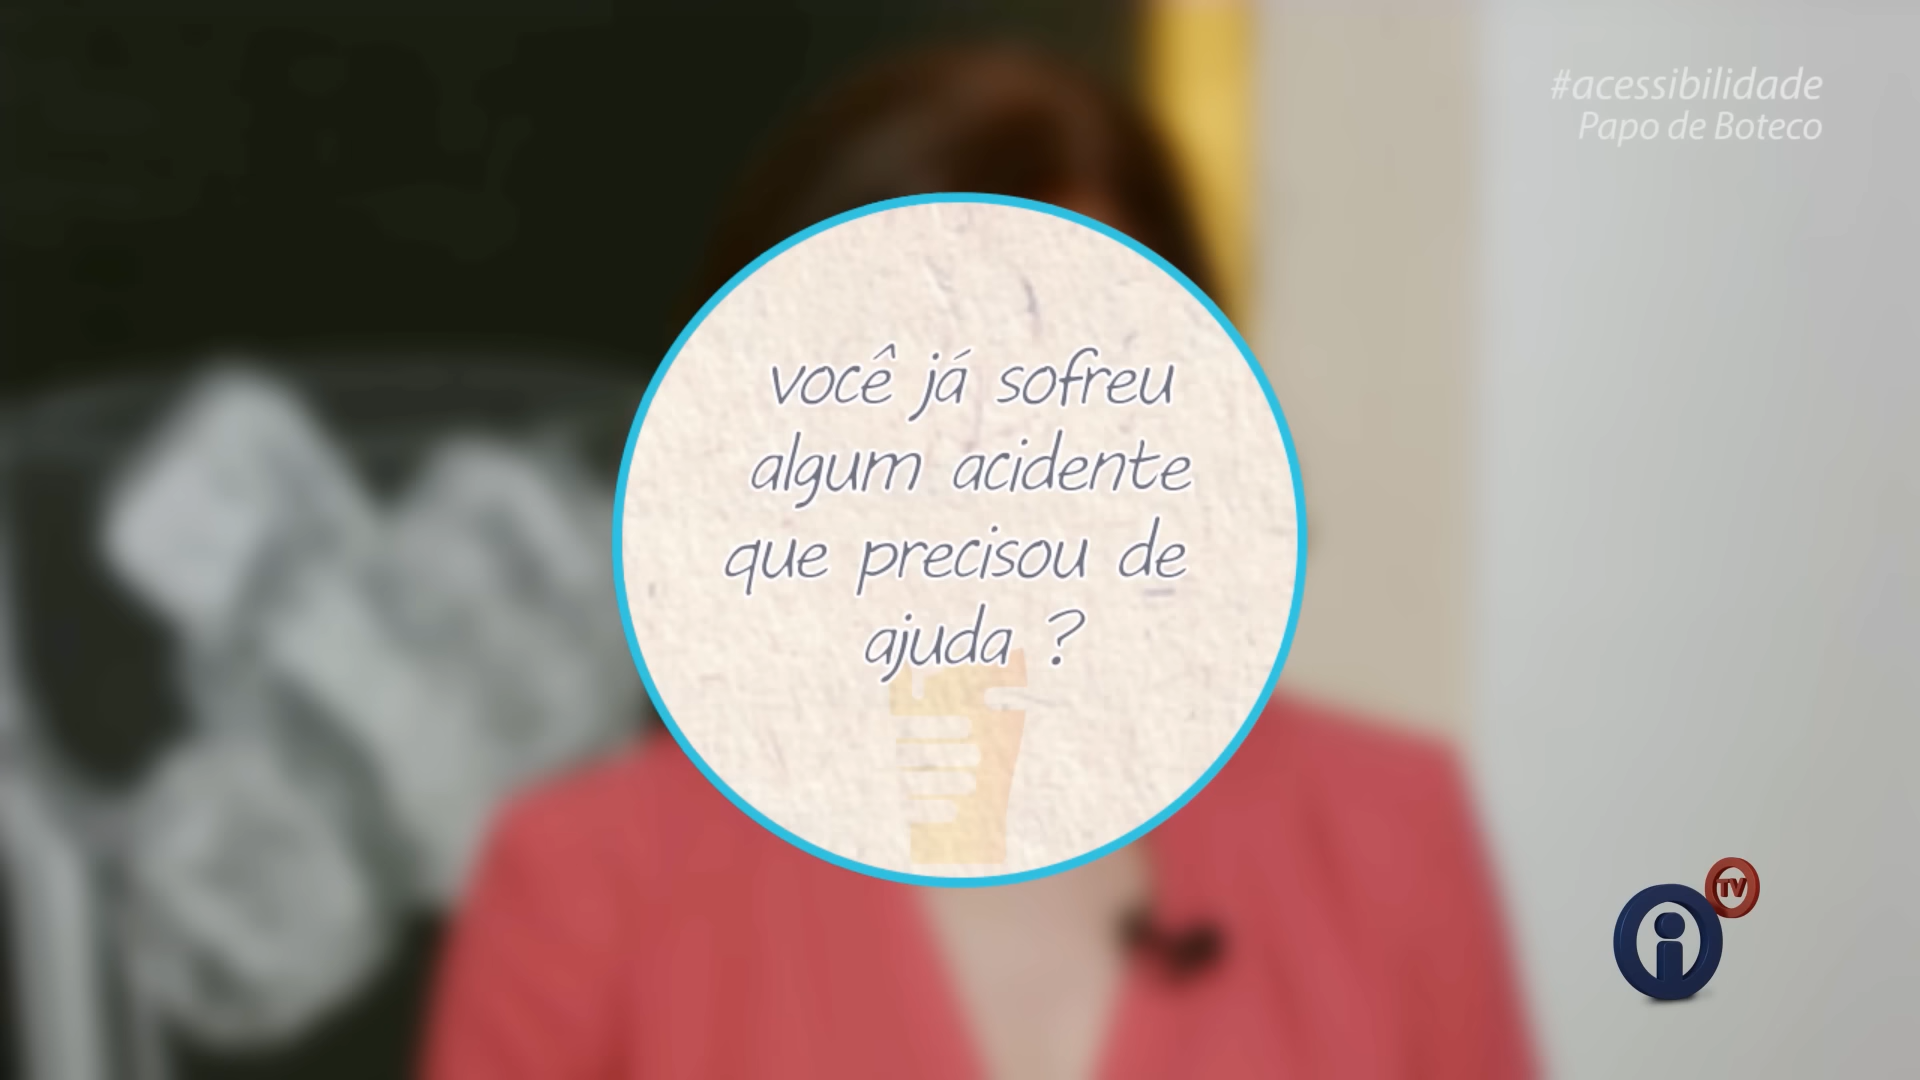 #acessibilidade
Papo de Boteco
você já sofreu
algum acidente
que precisou de
ajuda ?
TV
i